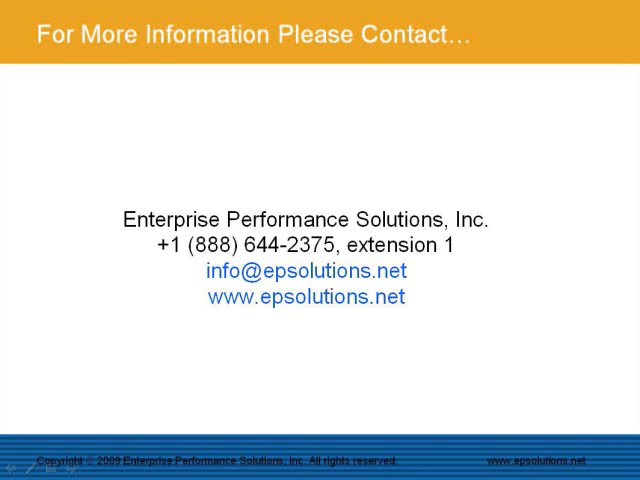 For More Information Please Contact…
Enterprise Performance Solutions, Inc.
+1 (888) 644-2375, extension 1
info@epsolutions.net
www.epsolutions.net
Copyright © 2009 Enterprise Performance Solutions, Inc. All rights reserved. www.epsolutions.net